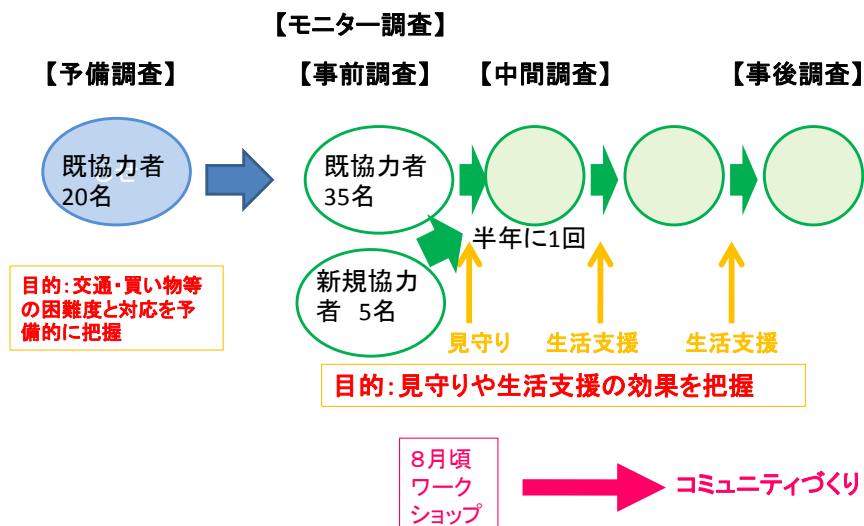 【モニター調査】
【予備調査】
【事前調査】
【中間調査】
【事後調査】
既協力者
20名
既協力者
35名
新規協力
者 5名
半年に1回
目的:交通・買い物等
の困難度と対応を予
備的に把握
見守り
生活支援
生活支援
目的:見守りや生活支援の効果を把握
8月頃
ワーク
ショップ
コミュニティづくり